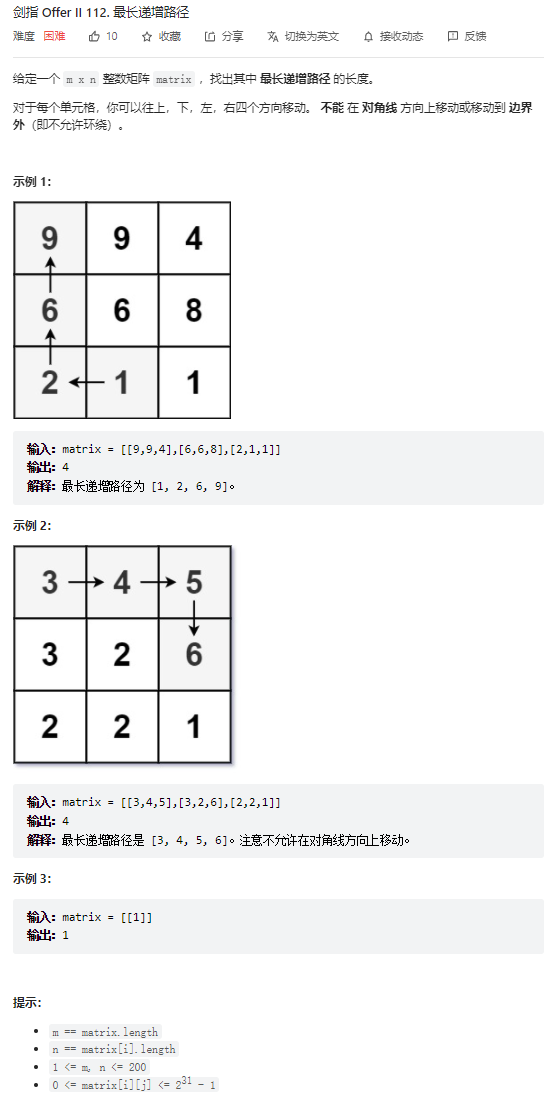 剑指 Offer II 112. 最长递增路径
难度 困难 10 收藏 分享 切换为英文 接收动态 反馈
给定一个 m x n 整数矩阵 matrix ，找出其中 最长递增路径 的长度。
对于每个单元格，你可以往上，下，左，右四个方向移动。 不能 在 对角线 方向上移动或移动到 边界
外（即不允许环绕）。
示例 1：
9 9 4
6 6 8
2 1 1
输入：matrix = [[9,9,4],[6,6,8],[2,1,1]]
输出：4
解释：最长递增路径为 [1, 2, 6, 9]。
示例 2：
3 4 5
3 2 6
2 2 1
输入：matrix = [[3,4,5],[3,2,6],[2,2,1]]
输出：4
解释：最长递增路径是 [3, 4, 5, 6]。注意不允许在对角线方向上移动。
示例 3：
输入：matrix = [[1]]
输出：1
提示：
m == matrix.length
n == matrix[i].length
1 <= m, n <= 200
0 <= matrix[i][j] <= 2^31 - 1